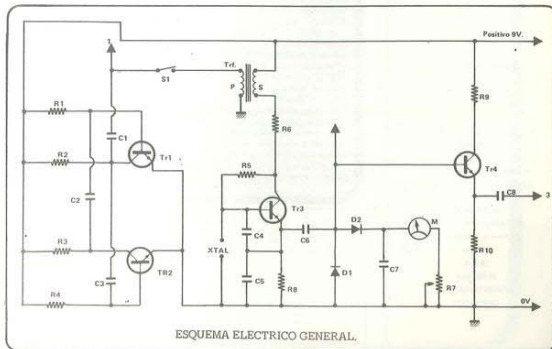 Positivo 9V.
1
Trf.
S1
P
S
R9
R1
R6
C1
R2
Tr1
R5
Tr4
C8
3
C2
Tr3
D2
M
C4
C6
R3
XTAL
R10
TR2
C5
R8
D1
C7
R7
C3
R4
0V
ESQUEMA ELECTRICO GENERAL.